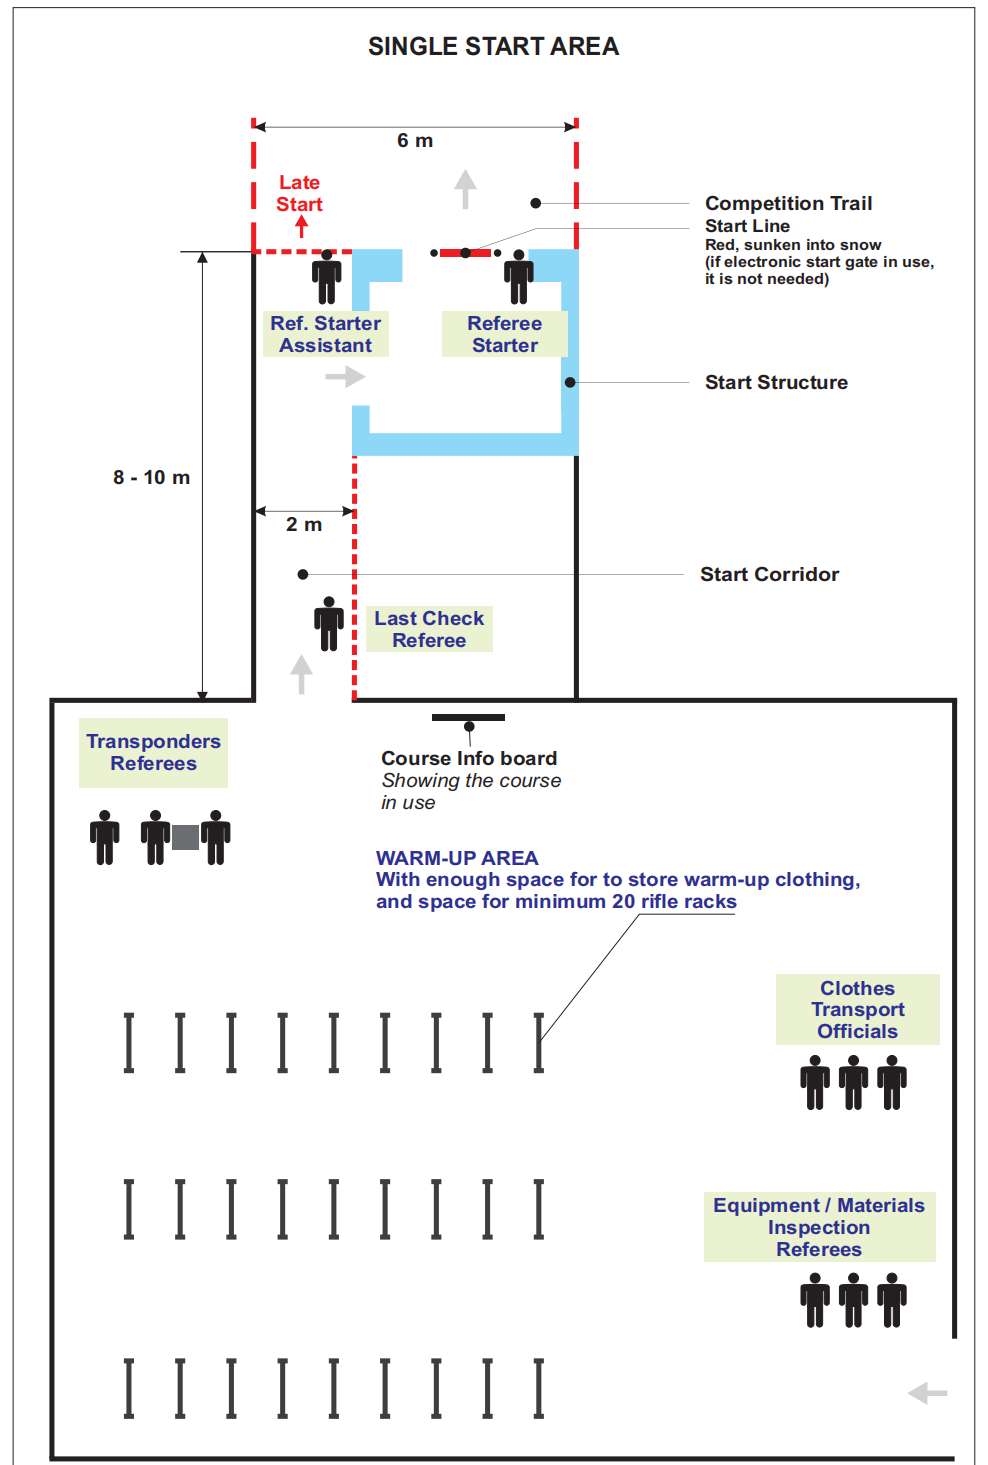 SINGLE START AREA
6 m
Late
Start
Competition Trail
Start Line
Red, sunken into snow
(if electronic start gate in use,
it is not needed)
Ref. Starter
Assistant
Referee
Starter
Start Structure
8 - 10 m
2 m
Start Corridor
Last Check
Referee
Transponders
Referees
Course Info board
Showing the course
in use
WARM-UP AREA
With enough space for to store warm-up clothing,
and space for minimum 20 rifle racks
Clothes
Transport
Officials
Equipment / Materials
Inspection
Referees